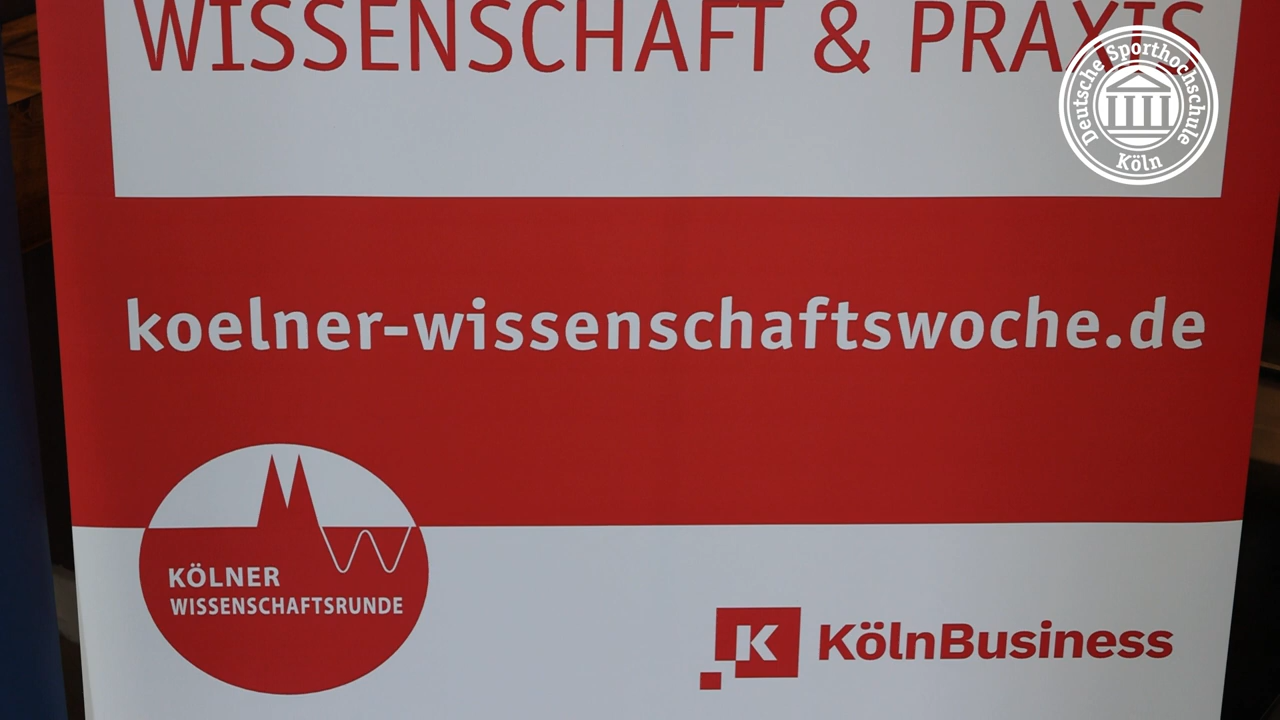 WISSENSCHAFT & PRAXIS
Deutsche Sporthochschule
Köln
koelner-wissenschaftswoche.de
KÖLNER
WISSENSCHAFTSRUNDE
K KölnBusiness